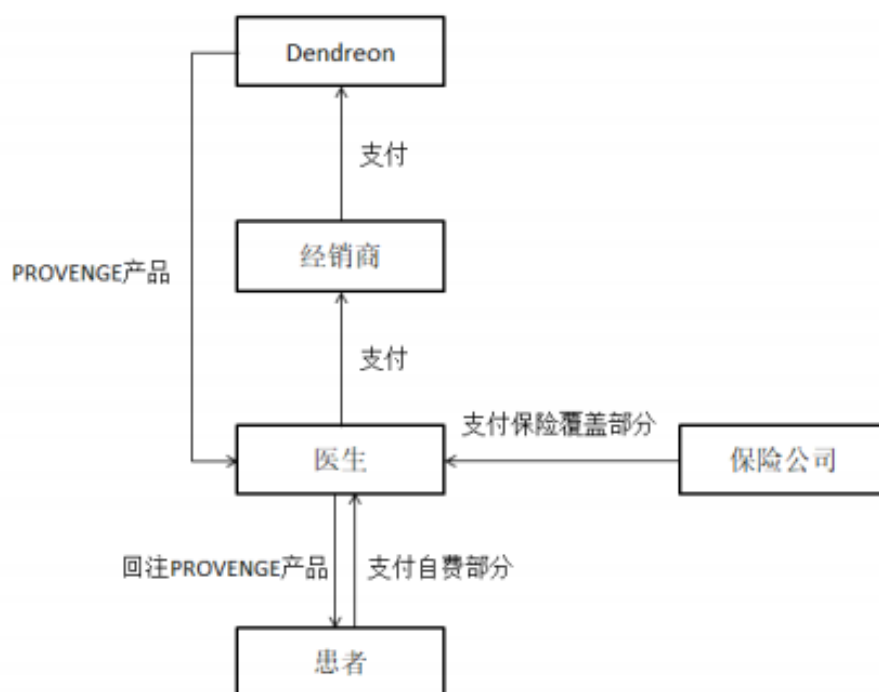 Dendreon
支付
经销商
PROVENGE产品
支付
支付保险覆盖部分
医生
保险公司
回注PROVENGE产品
支付自费部分
患者